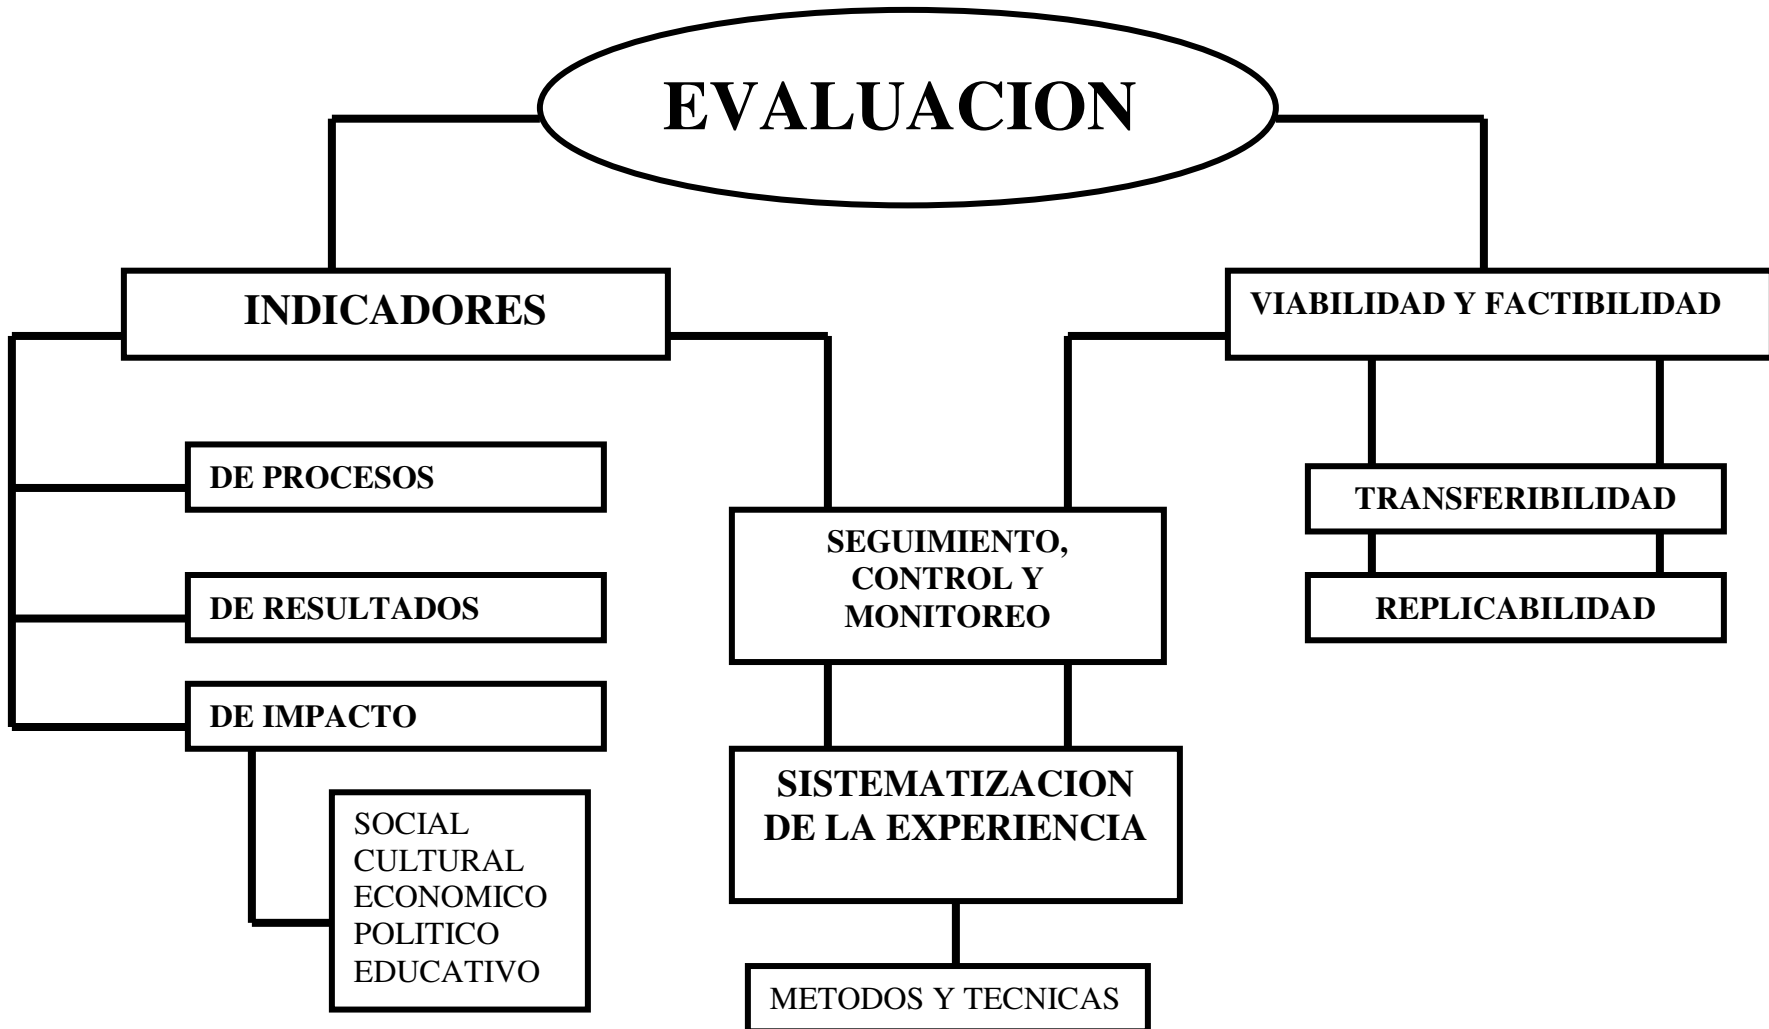 EVALUACION
INDICADORES
VIABILIDAD Y FACTIBILIDAD
DE PROCESOS
DE RESULTADOS
DE IMPACTO
SOCIAL
CULTURAL
ECONOMICO
POLITICO
EDUCATIVO
SEGUIMIENTO,
CONTROL Y
MONITOREO
SISTEMATIZACION
DE LA EXPERIENCIA
METODOS Y TECNICAS
TRANSFERIBILIDAD
REPLICABILIDAD